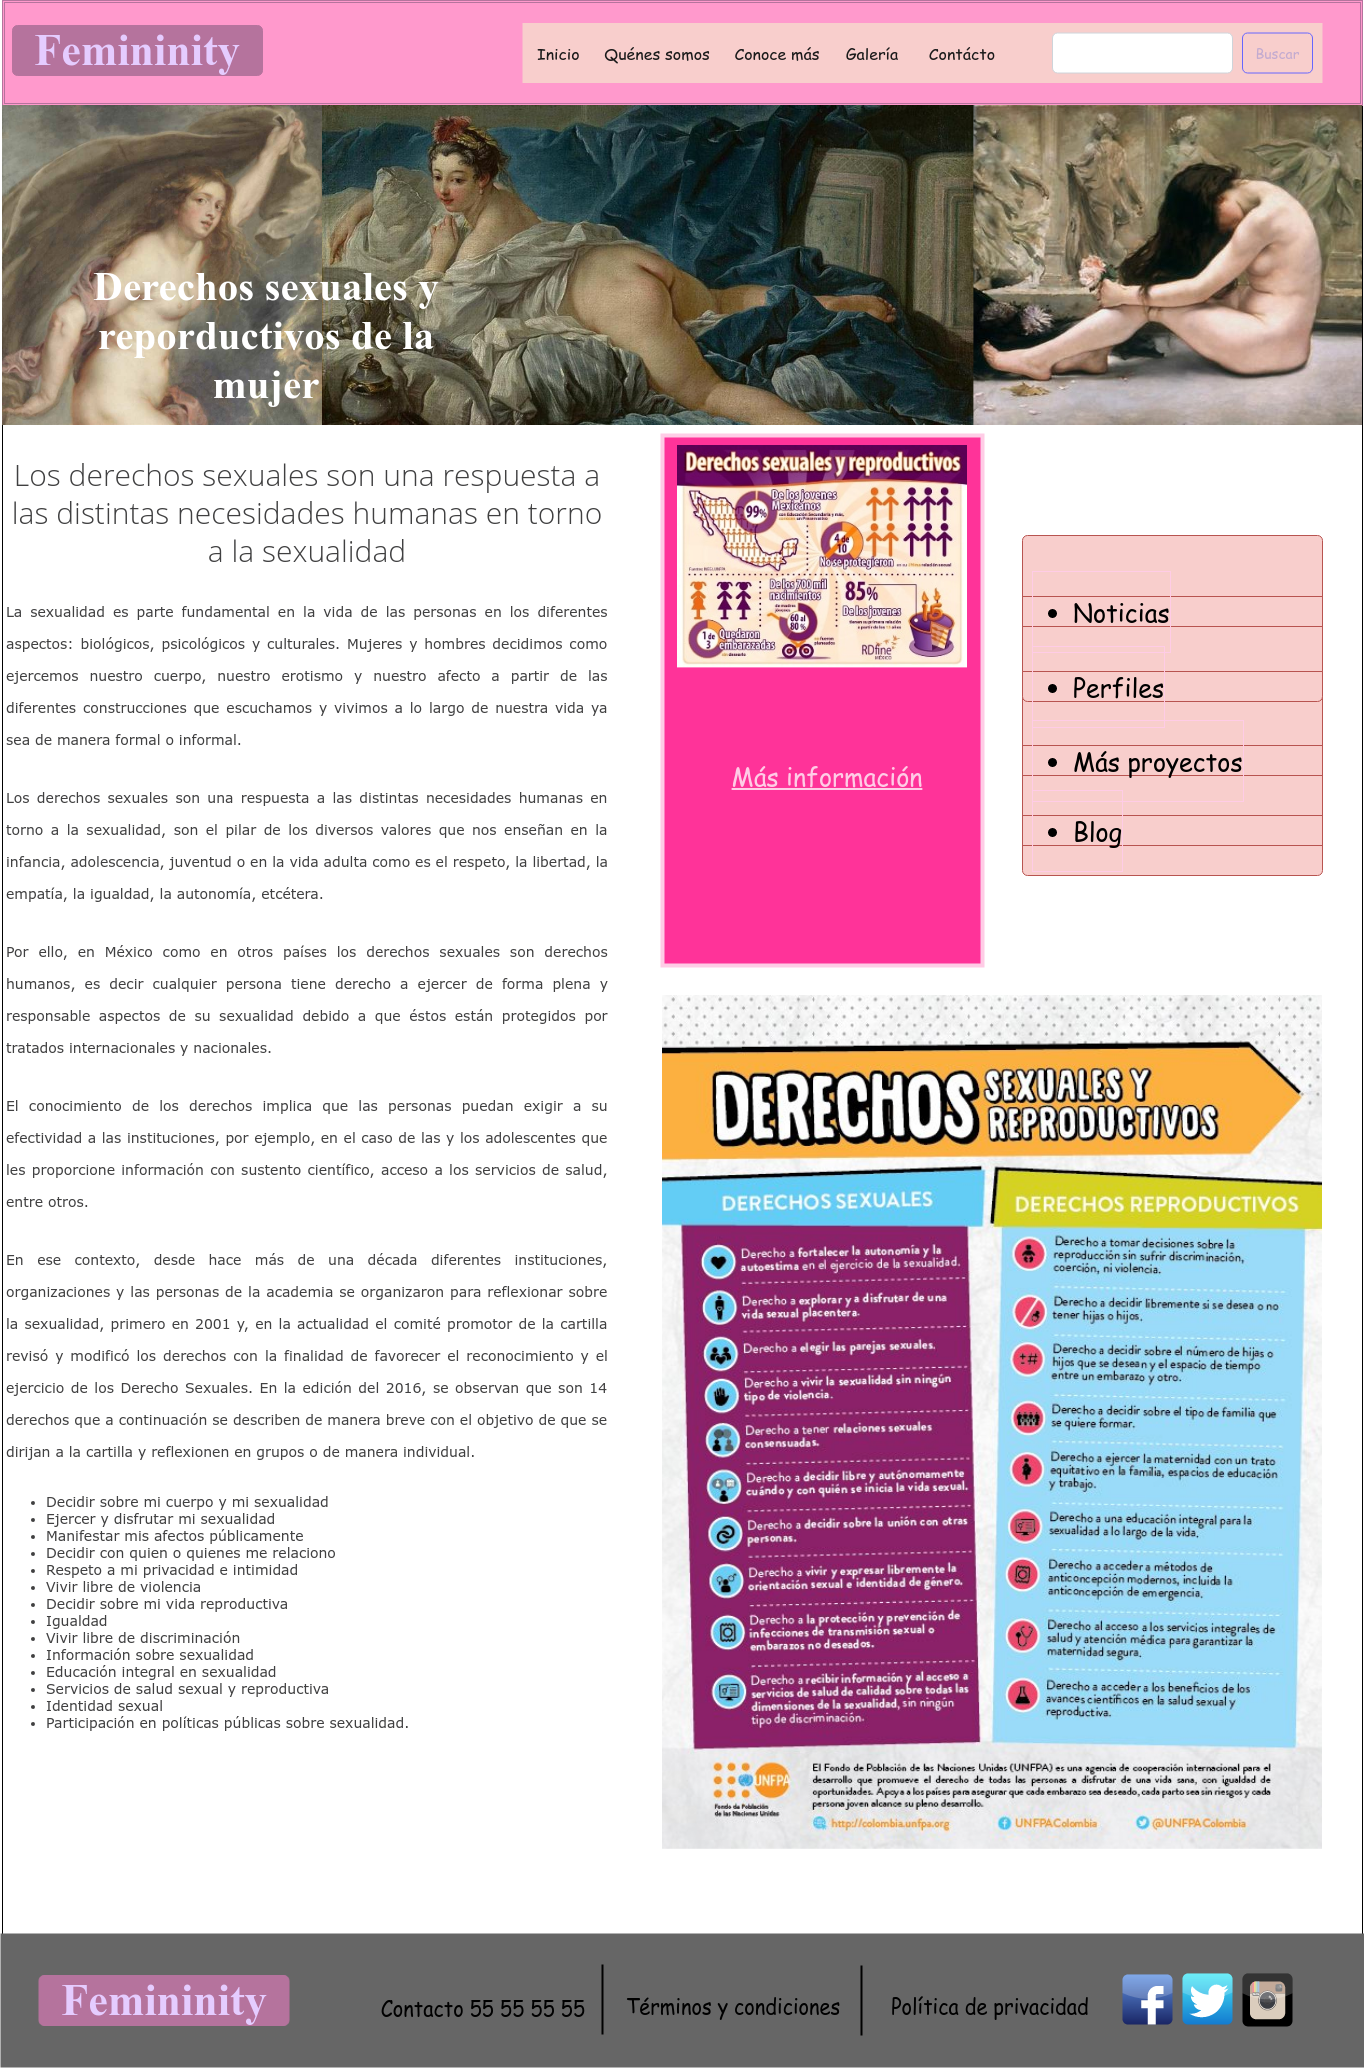 Femininity
Inicio
Quénes somos
Conoce más
Galería
Contácto
Buscar
Derechos sexuales y
reporductivos de la
mujer
Los derechos sexuales son una respuesta a
las distintas necesidades humanas en torno
a la sexualidad
La sexualidad es parte fundamental en la vida de las personas en los diferentes
aspectos: biológicos, psicológicos y culturales. Mujeres y hombres decidimos como
ejercemos nuestro cuerpo, nuestro erotismo y nuestro afecto a partir de las
diferentes construcciones que escuchamos y vivimos a lo largo de nuestra vida ya
sea de manera formal o informal.
Los derechos sexuales son una respuesta a las distintas necesidades humanas en
torno a la sexualidad, son el pilar de los diversos valores que nos enseñan en la
infancia, adolescencia, juventud o en la vida adulta como es el respeto, la libertad, la
empatía, la igualdad, la autonomía, etcétera.
Por ello, en México como en otros países los derechos sexuales son derechos
humanos, es decir cualquier persona tiene derecho a ejercer de forma plena y
responsable aspectos de su sexualidad debido a que éstos están protegidos por
tratados internacionales y nacionales.
El conocimiento de los derechos implica que las personas puedan exigir a su
efectividad a las instituciones, por ejemplo, en el caso de las y los adolescentes que
les proporcione información con sustento científico, acceso a los servicios de salud,
entre otros.
En ese contexto, desde hace más de una década diferentes instituciones,
organizaciones y las personas de la academia se organizaron para reflexionar sobre
la sexualidad, primero en 2001 y, en la actualidad el comité promotor de la cartilla
revisó y modificó los derechos con la finalidad de favorecer el reconocimiento y el
ejercicio de los Derecho Sexuales. En la edición del 2016, se observan que son 14
derechos que a continuación se describen de manera breve con el objetivo de que se
dirijan a la cartilla y reflexionen en grupos o de manera individual.
• Decidir sobre mi cuerpo y mi sexualidad
• Ejercer y disfrutar mi sexualidad
• Manifestar mis afectos públicamente
• Decidir con quien o quienes me relaciono
• Respeto a mi privacidad e intimidad
• Vivir libre de violencia
• Decidir sobre mi vida reproductiva
• Igualdad
• Vivir libre de discriminación
• Información sobre sexualidad
• Educación integral en sexualidad
• Servicios de salud sexual y reproductiva
• Identidad sexual
• Participación en políticas públicas sobre sexualidad.
Derechos sexuales y reproductivos
99%
De los jovenes
Mexicanos
4 de
10
No se protegieron
De los 700 mil
nacimientos
60 al
80 %
1 de
3
Quedaron
embarazadas
85%
De los jovenes
RDfine
MÉXICO
Más información
• Noticias
• Perfiles
• Más proyectos
• Blog
DERECHOS
SEXUALES Y
REPRODUCTIVOS
DERECHOS SEXUALES
Derecho a fortalecer la autonomía y la
autoestima en el ejercicio de la sexualidad.
Derecho a explorar y a disfrutar de una
vida sexual placentera.
Derecho a elegir las parejas sexuales.
Derecho a vivir la sexualidad sin ningún
tipo de violencia.
Derecho a tener relaciones sexuales
consensuadas.
Derecho a decidir libre y autónomamente
cuándo y con quién se inicia la vida sexual.
Derecho a decidir sobre la unión con otras
personas.
Derecho a vivir y expresar libremente la
orientación sexual e identidad de género.
Derecho a la protección y prevención de
infecciones de transmisión sexual o
embarazos no deseados.
Derecho a recibir información y al acceso a
servicios de salud de calidad sobre todas las
dimensiones de la sexualidad, sin ningún
tipo de discriminación.
DERECHOS REPRODUCTIVOS
Derecho a tomar decisiones sobre la
reproducción sin sufrir discriminación,
coerción, ni violencia.
Derecho a decidir libremente si se desea o no
tener hijas o hijos.
Derecho a decidir sobre el número de hijas o
hijos que se desean y el espacio de tiempo
entre un embarazo y otro.
Derecho a decidir sobre el tipo de familia que
se quiere formar.
Derecho a ejercer la maternidad con un trato
equitativo en la familia, espacios de educación
y trabajo.
Derecho a una educación integral para la
sexualidad a lo largo de la vida.
Derecho a acceder a métodos de
anticoncepción modernos, incluida la
anticoncepción de emergencia.
Derecho al acceso a los servicios integrales de
salud y atención médica para garantizar la
maternidad segura.
Derecho a acceder a los beneficios de los
avances científicos en la salud sexual y
reproductiva.
UNFPA
Fondo de Población
de las Naciones Unidas
El Fondo de Población de las Naciones Unidas (UNFPA) es una agencia de cooperación internacional para el
desarrollo que promueve el derecho de todas las personas a disfrutar de una vida sana, con igualdad de
oportunidades. Apoya a los países para asegurar que cada embarazo sea deseado, cada parto sea sin riesgos y cada
persona joven alcance su pleno desarrollo.
http://colombia.unfpa.org
UNFPAColombia
@UNFPAColombia
Femininity
Contacto 55 55 55 55
Términos y condiciones
Política de privacidad